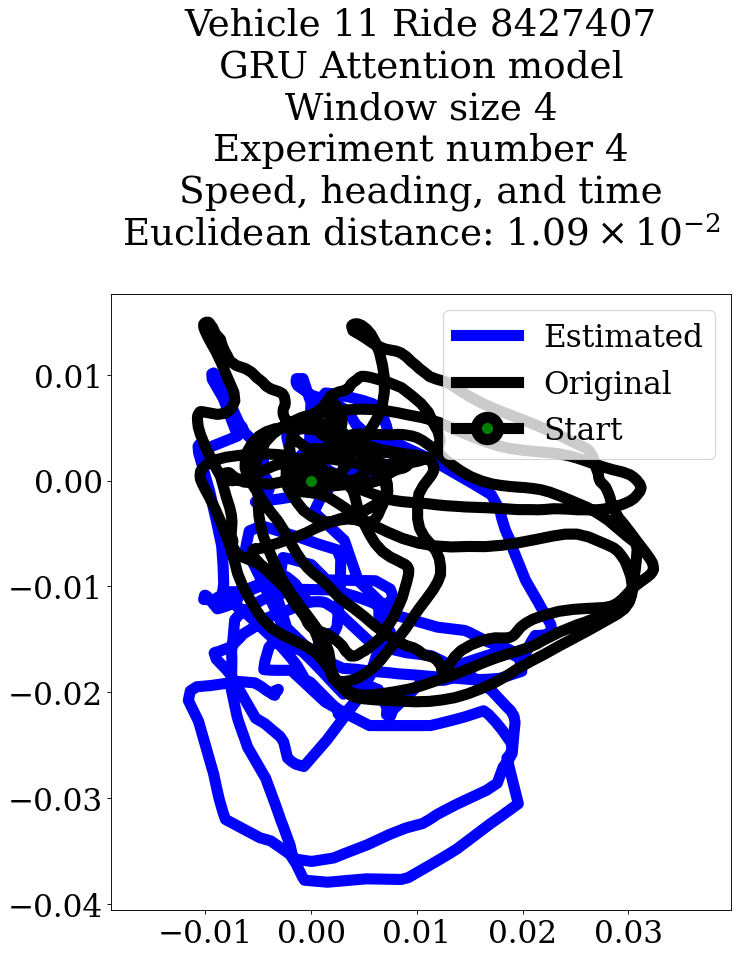 Vehicle 11 Ride 8427407
GRU Attention model
Window size 4
Experiment number 4
Speed, heading, and time
Euclidean distance: 1.09 × 10⁻²
Estimated
Original
Start
0.01
0.00
−0.01
−0.02
−0.03
−0.04
−0.01 0.00 0.01 0.02 0.03